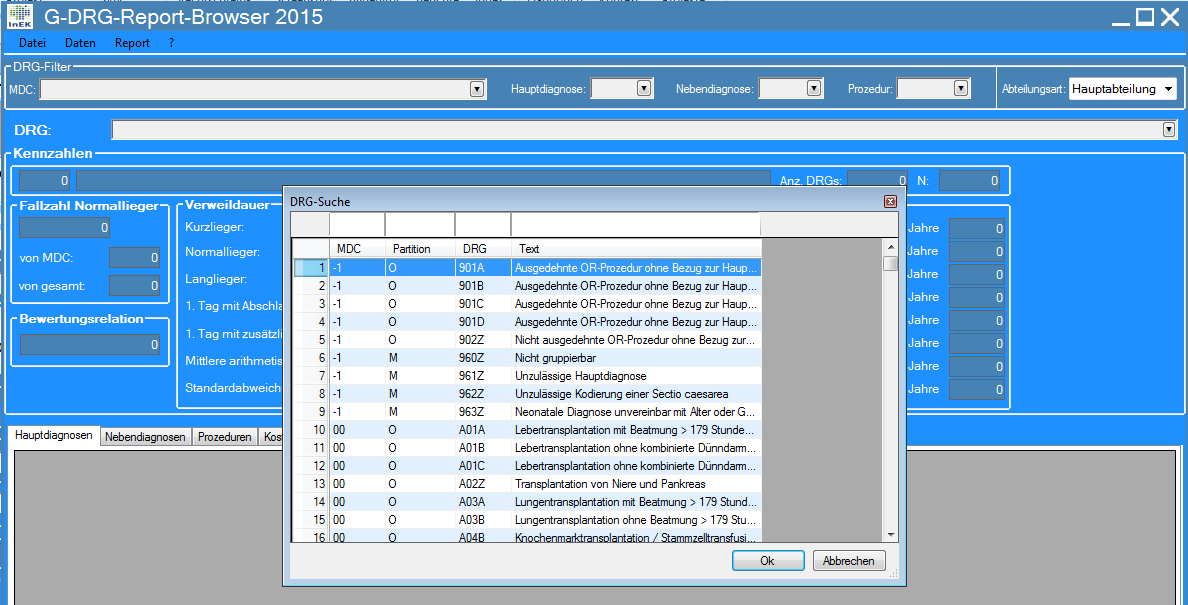 InEK G-DRG-Report-Browser 2015
Datei Daten Report ?
DRG-Filter
MDC: Hauptdiagnose: Nebendiagnose: Prozedur: Abteilungsart: Hauptabteilung
DRG:
Kennzahlen
0 Anz. DRGs: 0 N: 0
Fallzahl Normallieger
0
von MDC: 0
von gesamt: 0
Bewertungsrelation
0
Verweildauer
Kurzlieger:
Normallieger:
Langlieger:
1. Tag mit Abschla
1. Tag mit zusätzli
Mittlere arithmetis
Standardabweich
Jahre 0
Jahre 0
Jahre 0
Jahre 0
Jahre 0
Jahre 0
Jahre 0
Jahre 0
DRG-Suche
MDC Partition DRG Text
1 -1 O 901A Ausgedehnte OR-Prozedur ohne Bezug zur Haup...
2 -1 O 901B Ausgedehnte OR-Prozedur ohne Bezug zur Haup...
3 -1 O 901C Ausgedehnte OR-Prozedur ohne Bezug zur Haup...
4 -1 O 901D Ausgedehnte OR-Prozedur ohne Bezug zur Haup...
5 -1 O 902Z Nicht ausgedehnte OR-Prozedur ohne Bezug zur...
6 -1 M 960Z Nicht gruppierbar
7 -1 M 961Z Unzulässige Hauptdiagnose
8 -1 M 962Z Unzulässige Kodierung einer Sectio caesarea
9 -1 M 963Z Neonatale Diagnose unvereinbar mit Alter oder G...
10 00 O A01A Lebertransplantation mit Beatmung > 179 Stunde...
11 00 O A01B Lebertransplantation ohne kombinierte Dünndarm...
12 00 O A01C Lebertransplantation ohne kombinierte Dünndarm...
13 00 O A02Z Transplantation von Niere und Pankreas
14 00 O A03A Lungentransplantation mit Beatmung > 179 Stund...
15 00 O A03B Lungentransplantation ohne Beatmung > 179 Stu...
16 00 O A04B Knochenmarktransplantation / Stammzelltransfusi...
Ok Abbrechen
Hauptdiagnosen Nebendiagnosen Prozeduren Kos